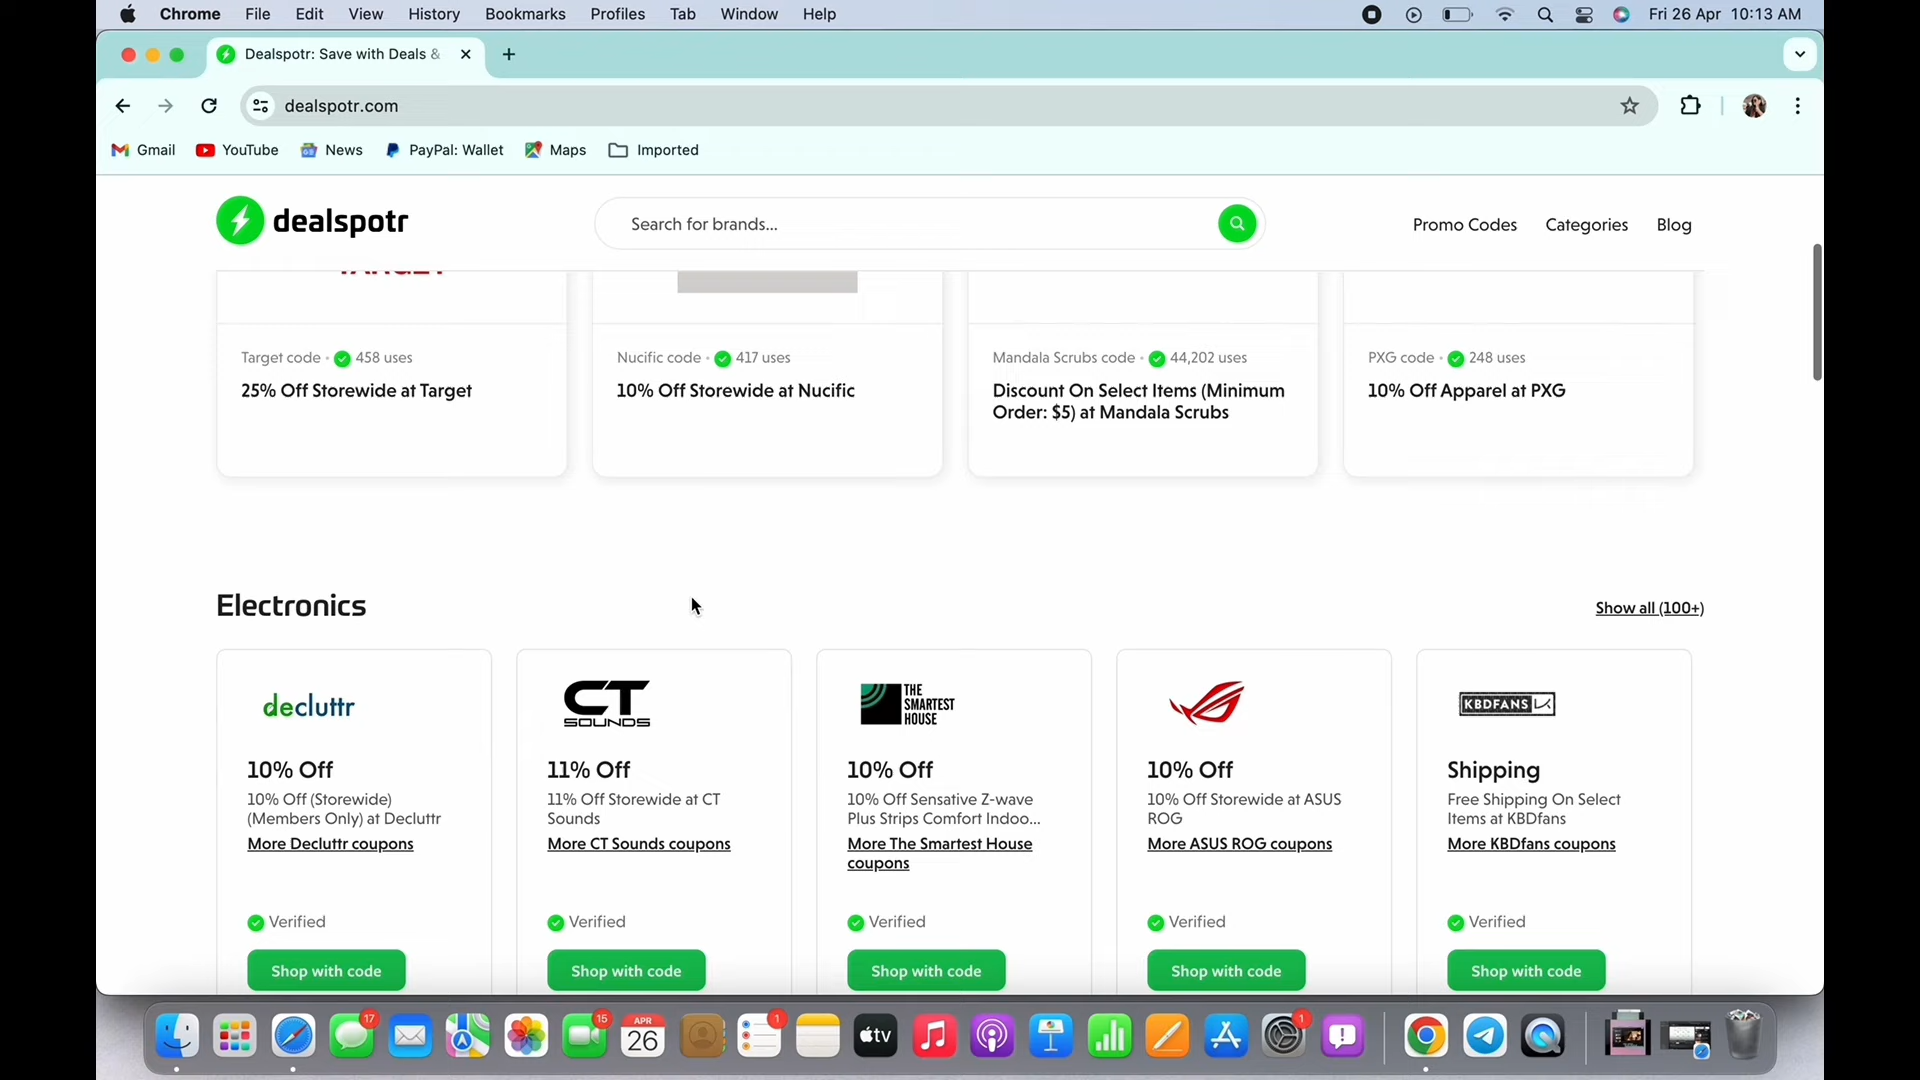 Chrome File Edit View History Bookmarks Profiles Tab Window Help Fri 26 Apr 10:13 AM
Dealspotr: Save with Deals &
dealspotr.com
Gmail YouTube News PayPal: Wallet Maps Imported
dealspotr Search for brands... Promo Codes Categories Blog
TARGET
Target code • 458 uses
25% Off Storewide at Target
Nucific code • 417 uses
10% Off Storewide at Nucific
Mandala Scrubs code • 44,202 uses
Discount On Select Items (Minimum
Order: $5) at Mandala Scrubs
PXG code • 248 uses
10% Off Apparel at PXG
Electronics
Show all (100+)
decluttr
10% Off
10% Off (Storewide)
(Members Only) at Decluttr
More Decluttr coupons
Verified
Shop with code
CT
SOUNDS
11% Off
11% Off Storewide at CT
Sounds
More CT Sounds coupons
Verified
Shop with code
THE
SMARTEST
HOUSE
10% Off
10% Off Sensative Z-wave
Plus Strips Comfort Indoo...
More The Smartest House
coupons
Verified
Shop with code
10% Off
10% Off Storewide at ASUS
ROG
More ASUS ROG coupons
Verified
Shop with code
KBDFANS
Shipping
Free Shipping On Select
Items at KBDfans
More KBDfans coupons
Verified
Shop with code
17
15
APR
26
1
tv
1